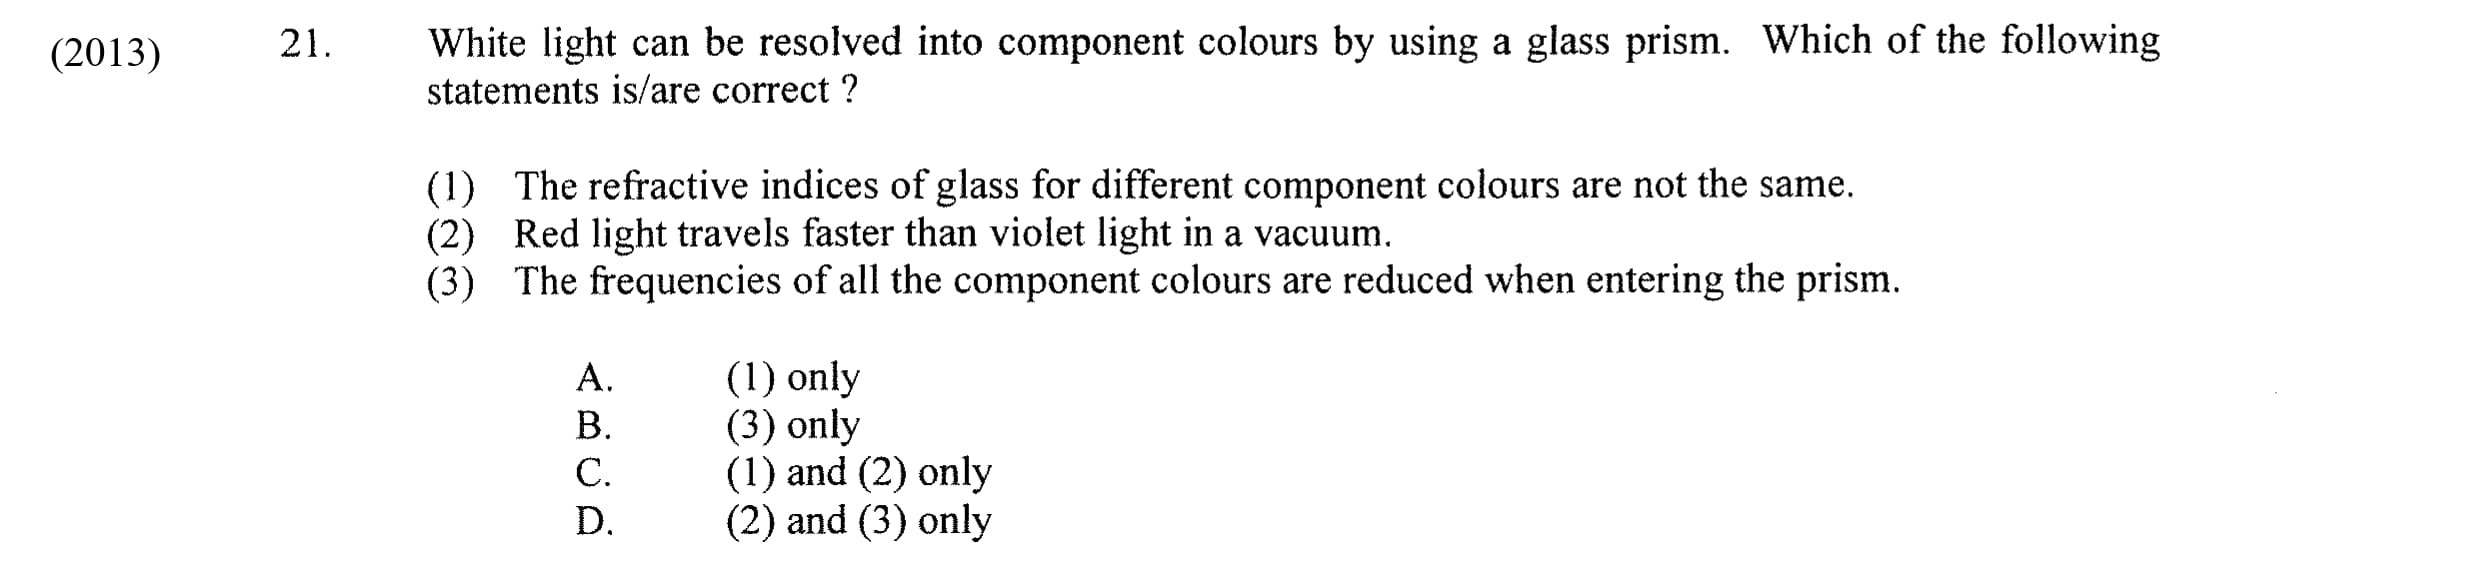 (2013) 21. White light can be resolved into component colours by using a glass prism. Which of the following
statements is/are correct ?
(1) The refractive indices of glass for different component colours are not the same.
(2) Red light travels faster than violet light in a vacuum.
(3) The frequencies of all the component colours are reduced when entering the prism.
A. (1) only
B. (3) only
C. (1) and (2) only
D. (2) and (3) only